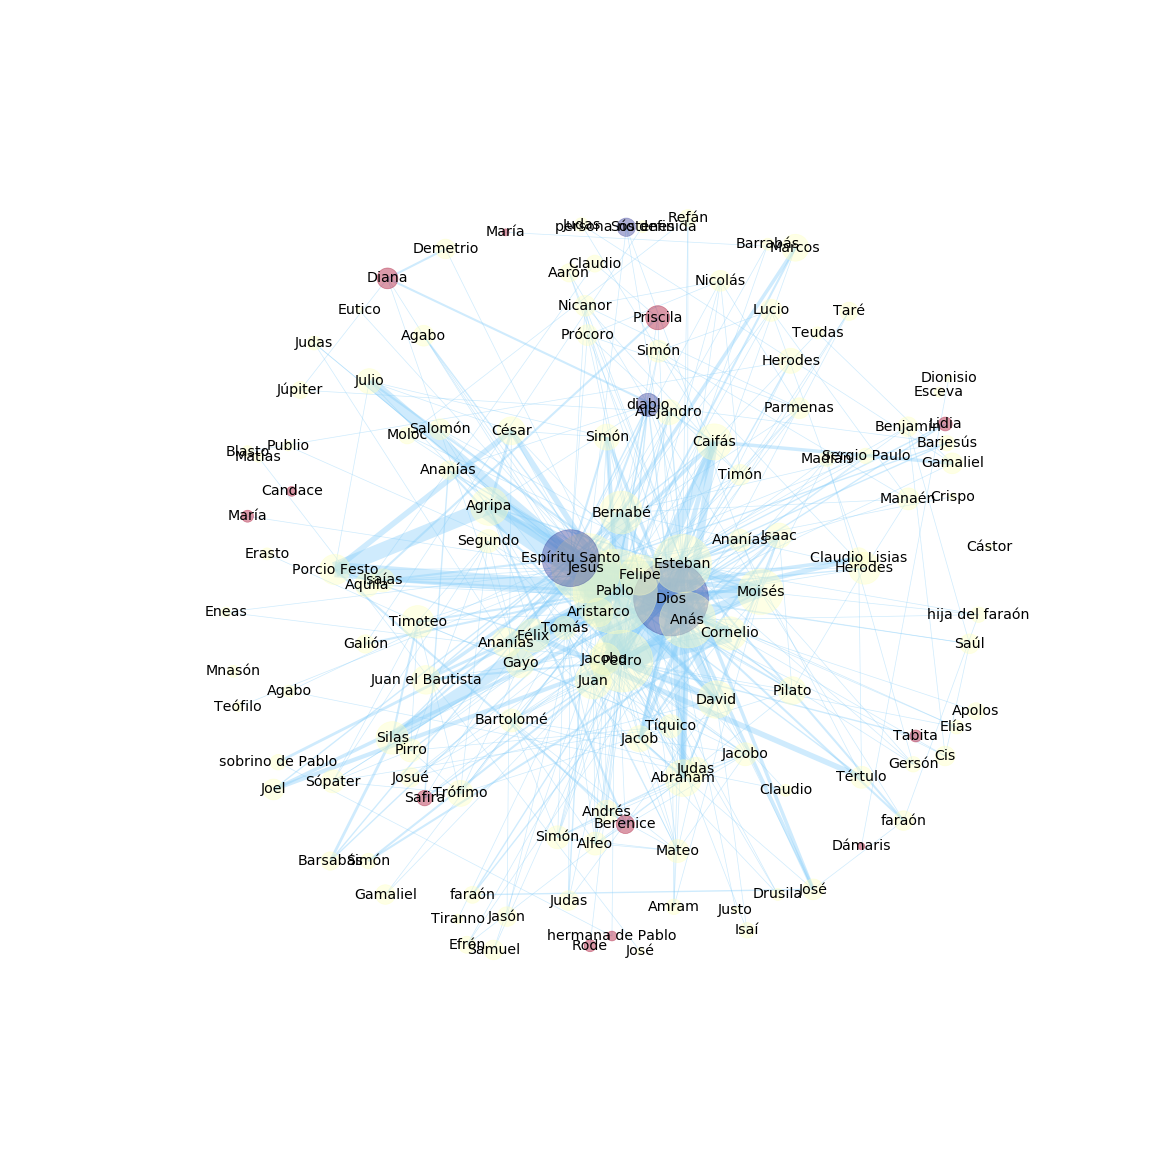 Refán
Judas
María
Barrabás
Marcos
Demetrio
Claudio
Aarón
Diana
Nicolás
Nicanor
Eutico
Lucio
Taré
Priscila
Teudas
Agabo
Prócoro
Judas
Simón
Herodes
Dionisio
Julio
Júpiter
Esceva
diablo
Parmenas
Alejandro
Lidia
Benjamín
Salomón
César
Moloc
Simón
Caifás
Barjesús
Publio
Blasto
Matías
Sergio Paulo
Madián
Gamaliel
Ananías
Timón
Candace
Crispo
Manaén
Agripa
Bernabé
María
Isaac
Segundo
Ananías
Cástor
Erasto
Espíritu Santo
Claudio Lisias
Esteban
Porcio Festo
Jesús
Herodes
Felipe
Isaías
Aquila
Pablo
Moisés
Dios
Eneas
Aristarco
hija del faraón
Timoteo
Anás
Tomás
Cornelio
Félix
Galión
Ananías
Saúl
Jacobo
Pedro
Gayo
Mnasón
Juan el Bautista
Juan
Agabo
Pilato
David
Teófilo
Apolos
Bartolomé
Tíquico
Elías
Silas
Jacob
Tabita
Pirro
Jacobo
Cis
sobrino de Pablo
Gersón
Judas
Josué
Abraham
Tértulo
Sópater
Joel
Claudio
Trófimo
Safira
Andrés
faraón
Berenice
Simón
Alfeo
Dámaris
Mateo
Barsabás
Simón
José
Gamaliel
faraón
Drusila
Judas
Amram
Justo
Jasón
Tiranno
Isaí
hermana de Pablo
Efrén
Rode
Samuel
José